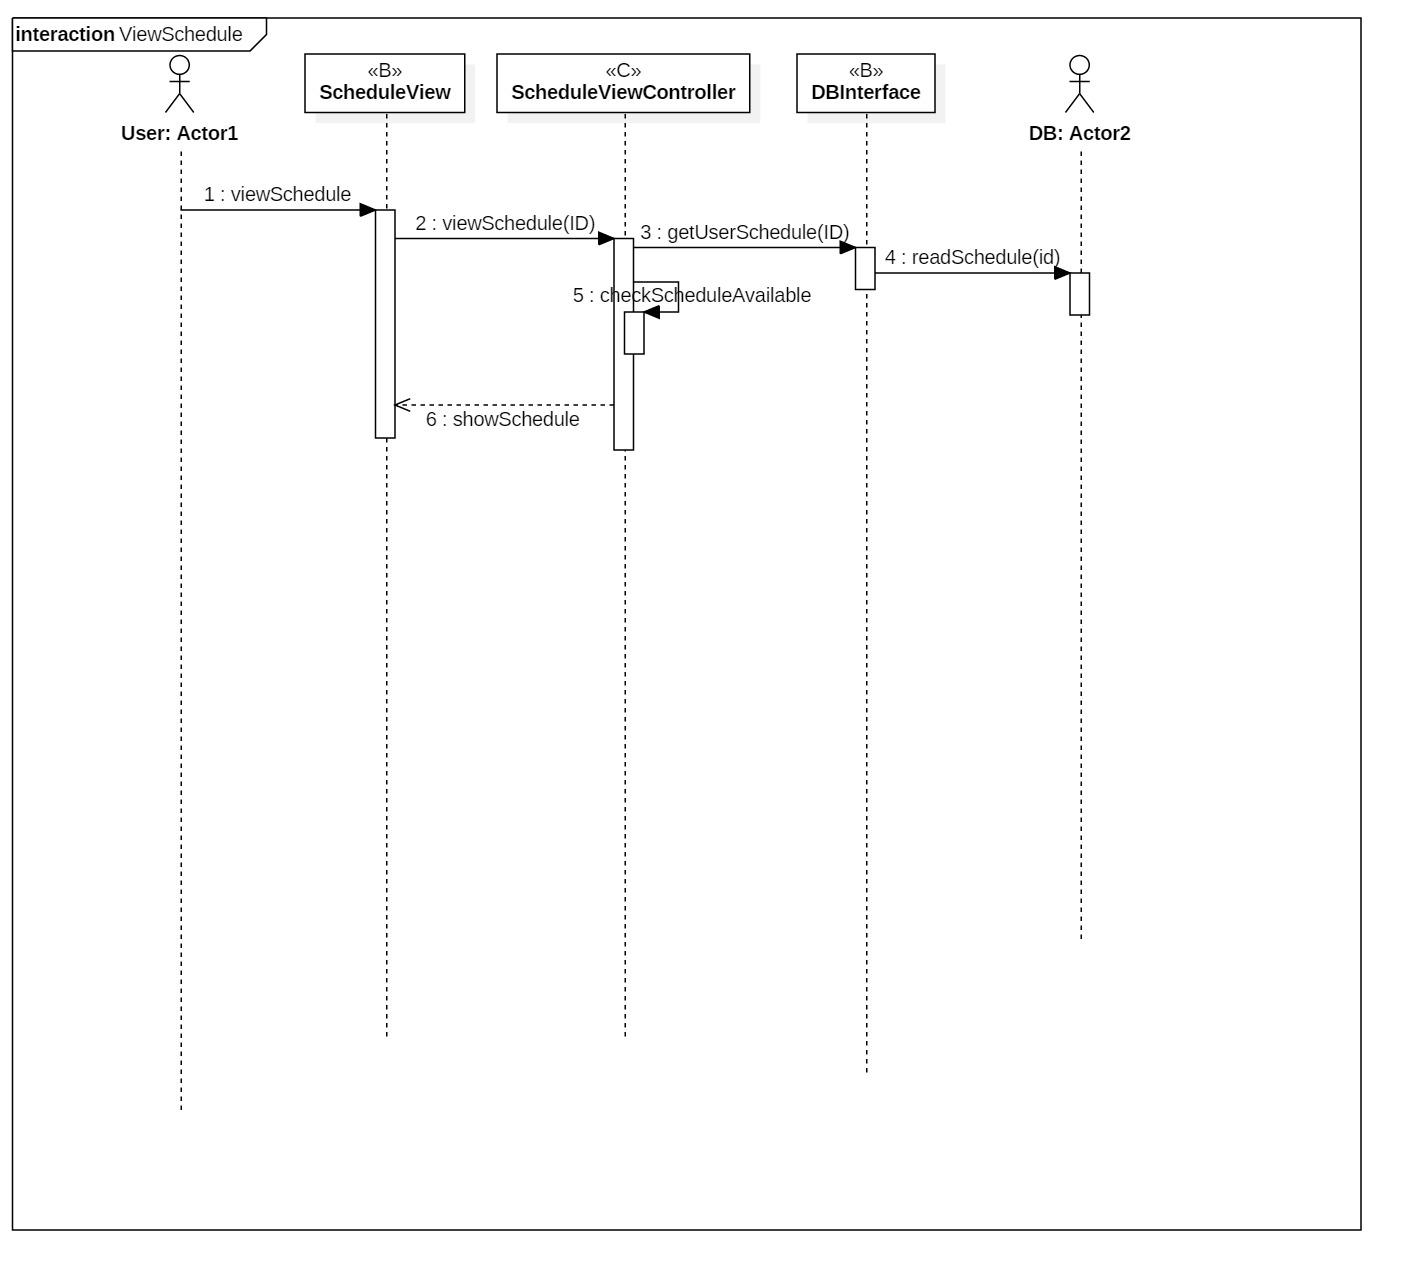 interaction ViewSchedule
«B»
ScheduleView
«C»
ScheduleViewController
«B»
DBInterface
User: Actor1
DB: Actor2
1 : viewSchedule
2 : viewSchedule(ID)
3 : getUserSchedule(ID)
4 : readSchedule(id)
5 : checkScheduleAvailable
6 : showSchedule